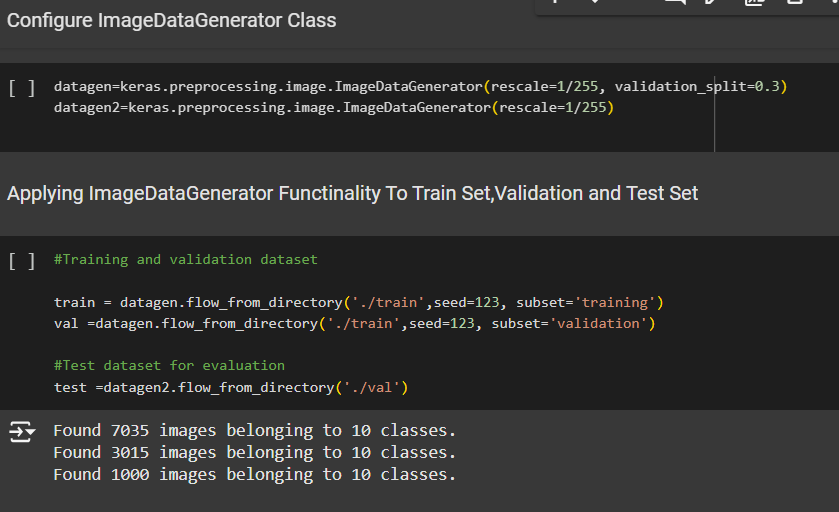 Configure ImageDataGenerator Class
[ ] datagen=keras.preprocessing.image.ImageDataGenerator(rescale=1/255, validation_split=0.3)
datagen2=keras.preprocessing.image.ImageDataGenerator(rescale=1/255)
Applying ImageDataGenerator Functinality To Train Set,Validation and Test Set
[ ] #Training and validation dataset
train = datagen.flow_from_directory('./train',seed=123, subset='training')
val =datagen.flow_from_directory('./train',seed=123, subset='validation')
#Test dataset for evaluation
test =datagen2.flow_from_directory('./val')
Found 7035 images belonging to 10 classes.
Found 3015 images belonging to 10 classes.
Found 1000 images belonging to 10 classes.